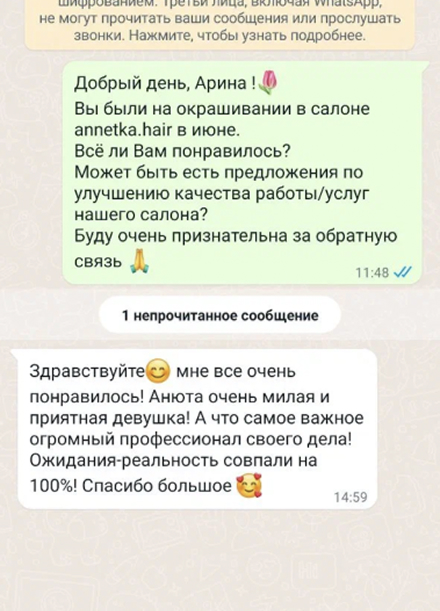 шифрованием. Третьи лица, включая WhatsApp,
не могут прочитать ваши сообщения или прослушать
звонки. Нажмите, чтобы узнать подробнее.
Добрый день, Арина !🌷
Вы были на окрашивании в салоне
annetka.hair в июне.
Всё ли Вам понравилось?
Может быть есть предложения по
улучшению качества работы/услуг
нашего салона?
Буду очень признательна за обратную
связь 🙏
11:48
1 непрочитанное сообщение
Здравствуйте😊 мне все очень
понравилось! Анюта очень милая и
приятная девушка! А что самое важное
огромный профессионал своего дела!
Ожидания-реальность совпали на
100%! Спасибо большое 🥰
14:59